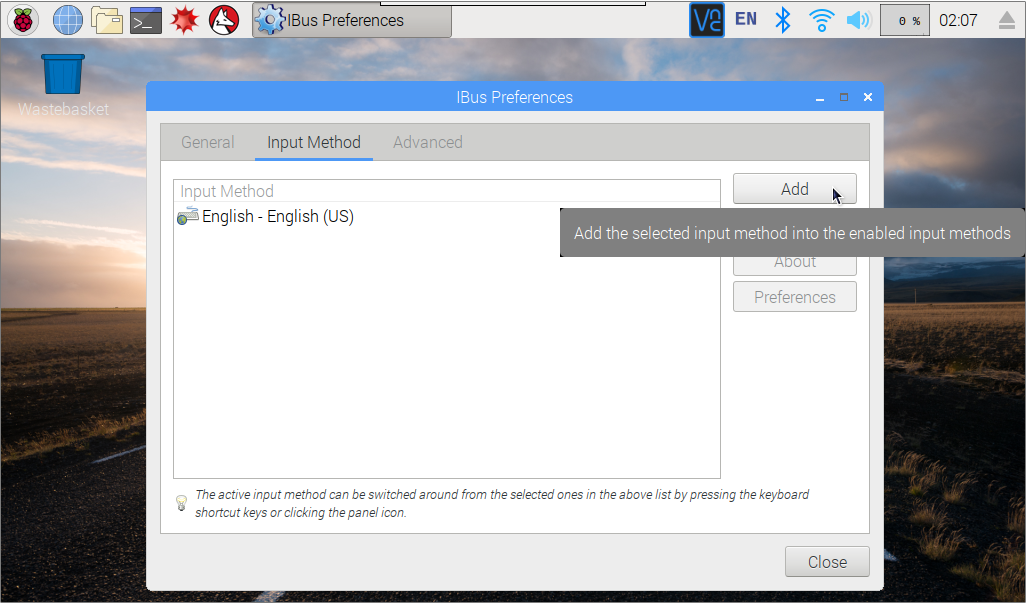 IBus Preferences
V2
EN
0 %
02:07
Wastebasket
IBus Preferences
General
Input Method
Advanced
Input Method
Add
English - English (US)
Add the selected input method into the enabled input methods
About
Preferences
The active input method can be switched around from the selected ones in the above list by pressing the keyboard
shortcut keys or clicking the panel icon.
Close